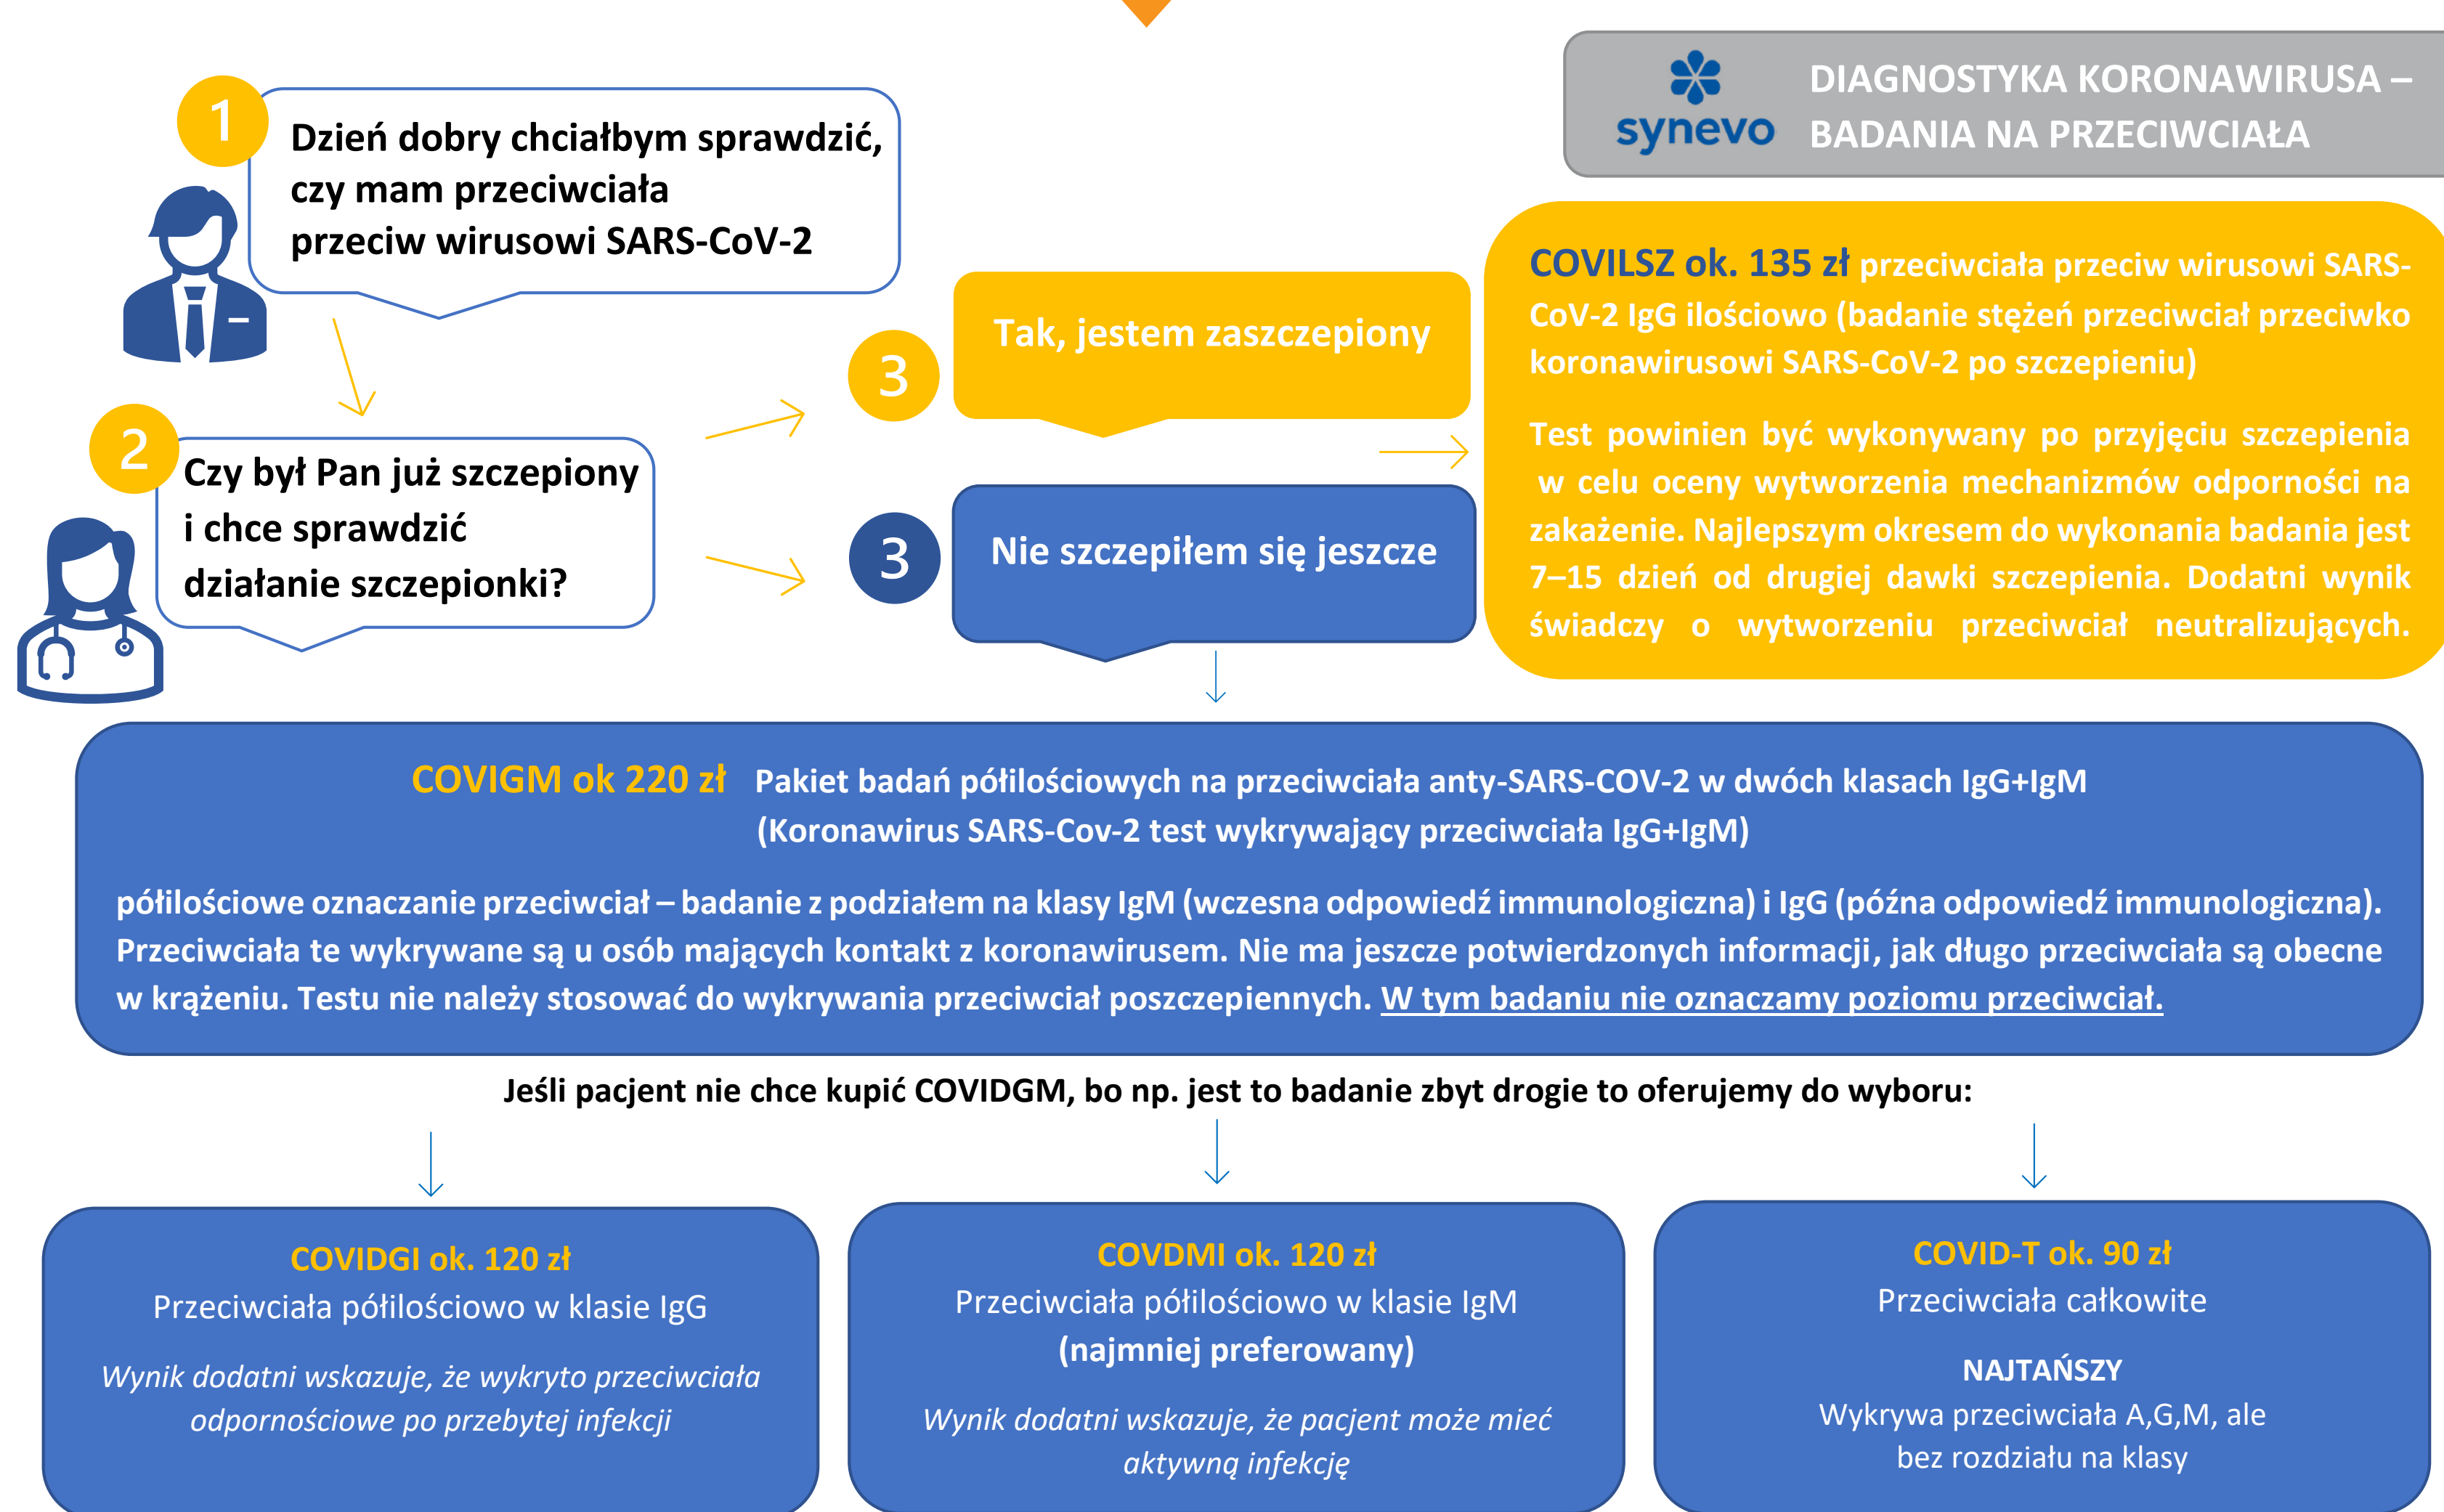 synevo
DIAGNOSTYKA KORONAWIRUSA –
BADANIA NA PRZECIWCIAŁA
1
Dzień dobry chciałbym sprawdzić,
czy mam przeciwciała
przeciw wirusowi SARS-CoV-2
2
Czy był Pan już szczepiony
i chce sprawdzić
działanie szczepionki?
3
Tak, jestem zaszczepiony
COVILSZ ok. 135 zł przeciwciała przeciw wirusowi SARS-
CoV-2 IgG ilościowo (badanie stężeń przeciwciał przeciwko
koronawirusowi SARS-CoV-2 po szczepieniu)
Test powinien być wykonywany po przyjęciu szczepienia
w celu oceny wytworzenia mechanizmów odporności na
zakażenie. Najlepszym okresem do wykonania badania jest
7–15 dzień od drugiej dawki szczepienia. Dodatni wynik
świadczy o wytworzeniu przeciwciał neutralizujących.
3
Nie szczepiłem się jeszcze
COVIGM ok 220 zł Pakiet badań półilościowych na przeciwciała anty-SARS-COV-2 w dwóch klasach IgG+IgM
(Koronawirus SARS-Cov-2 test wykrywający przeciwciała IgG+IgM)
półilościowe oznaczanie przeciwciał – badanie z podziałem na klasy IgM (wczesna odpowiedź immunologiczna) i IgG (późna odpowiedź immunologiczna).
Przeciwciała te wykrywane są u osób mających kontakt z koronawirusem. Nie ma jeszcze potwierdzonych informacji, jak długo przeciwciała są obecne
w krążeniu. Testu nie należy stosować do wykrywania przeciwciał poszczepiennych. W tym badaniu nie oznaczamy poziomu przeciwciał.
Jeśli pacjent nie chce kupić COVIDGM, bo np. jest to badanie zbyt drogie to oferujemy do wyboru:
COVIDGI ok. 120 zł
Przeciwciała półilościowo w klasie IgG
Wynik dodatni wskazuje, że wykryto przeciwciała
odpornościowe po przebytej infekcji
COVDMI ok. 120 zł
Przeciwciała półilościowo w klasie IgM
(najmniej preferowany)
Wynik dodatni wskazuje, że pacjent może mieć
aktywną infekcję
COVID-T ok. 90 zł
Przeciwciała całkowite
NAJTAŃSZY
Wykrywa przeciwciała A,G,M, ale
bez rozdziału na klasy